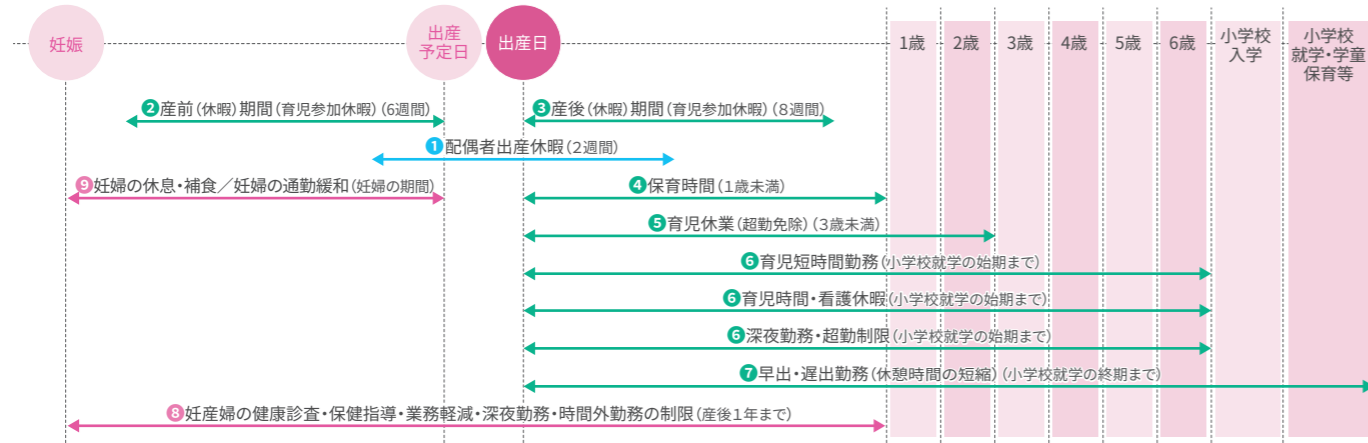 妊娠
出産
予定日
出産日
1歳
2歳
3歳
4歳
5歳
6歳
小学校
入学
小学校
就学・学童
保育等
❷産前(休暇)期間(育児参加休暇)(6週間)
❸産後(休暇)期間(育児参加休暇)(8週間)
❶配偶者出産休暇(2週間)
❾妊婦の休息・補食／妊婦の通勤緩和(妊婦の期間)
❹保育時間(1歳未満)
❺育児休業(超勤免除)(3歳未満)
❻育児短時間勤務(小学校就学の始期まで)
❻育児時間・看護休暇(小学校就学の始期まで)
❻深夜勤務・超勤制限(小学校就学の始期まで)
❼早出・遅出勤務(休憩時間の短縮)(小学校就学の終期まで)
❽妊産婦の健康診査・保健指導・業務軽減・深夜勤務・時間外勤務の制限(産後1年まで)